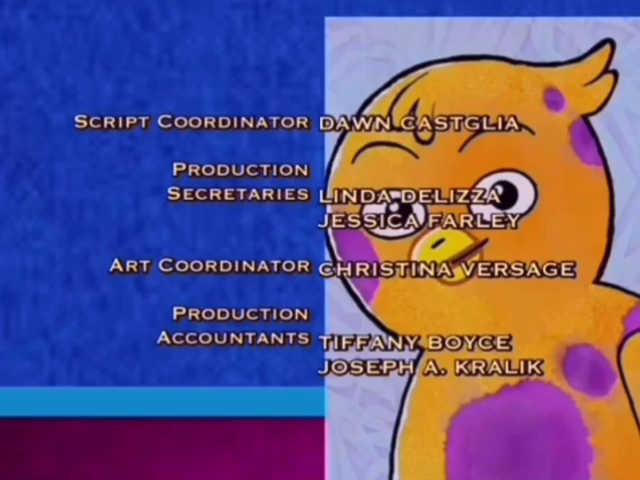 SCRIPT COORDINATOR DAWN CASTGLIA
PRODUCTION
SECRETARIES LINDA DELIZZA
JESSICA FARLEY
ART COORDINATOR CHRISTINA VERSAGE
PRODUCTION
ACCOUNTANTS TIFFANY BOYCE
JOSEPH A. KRALIK